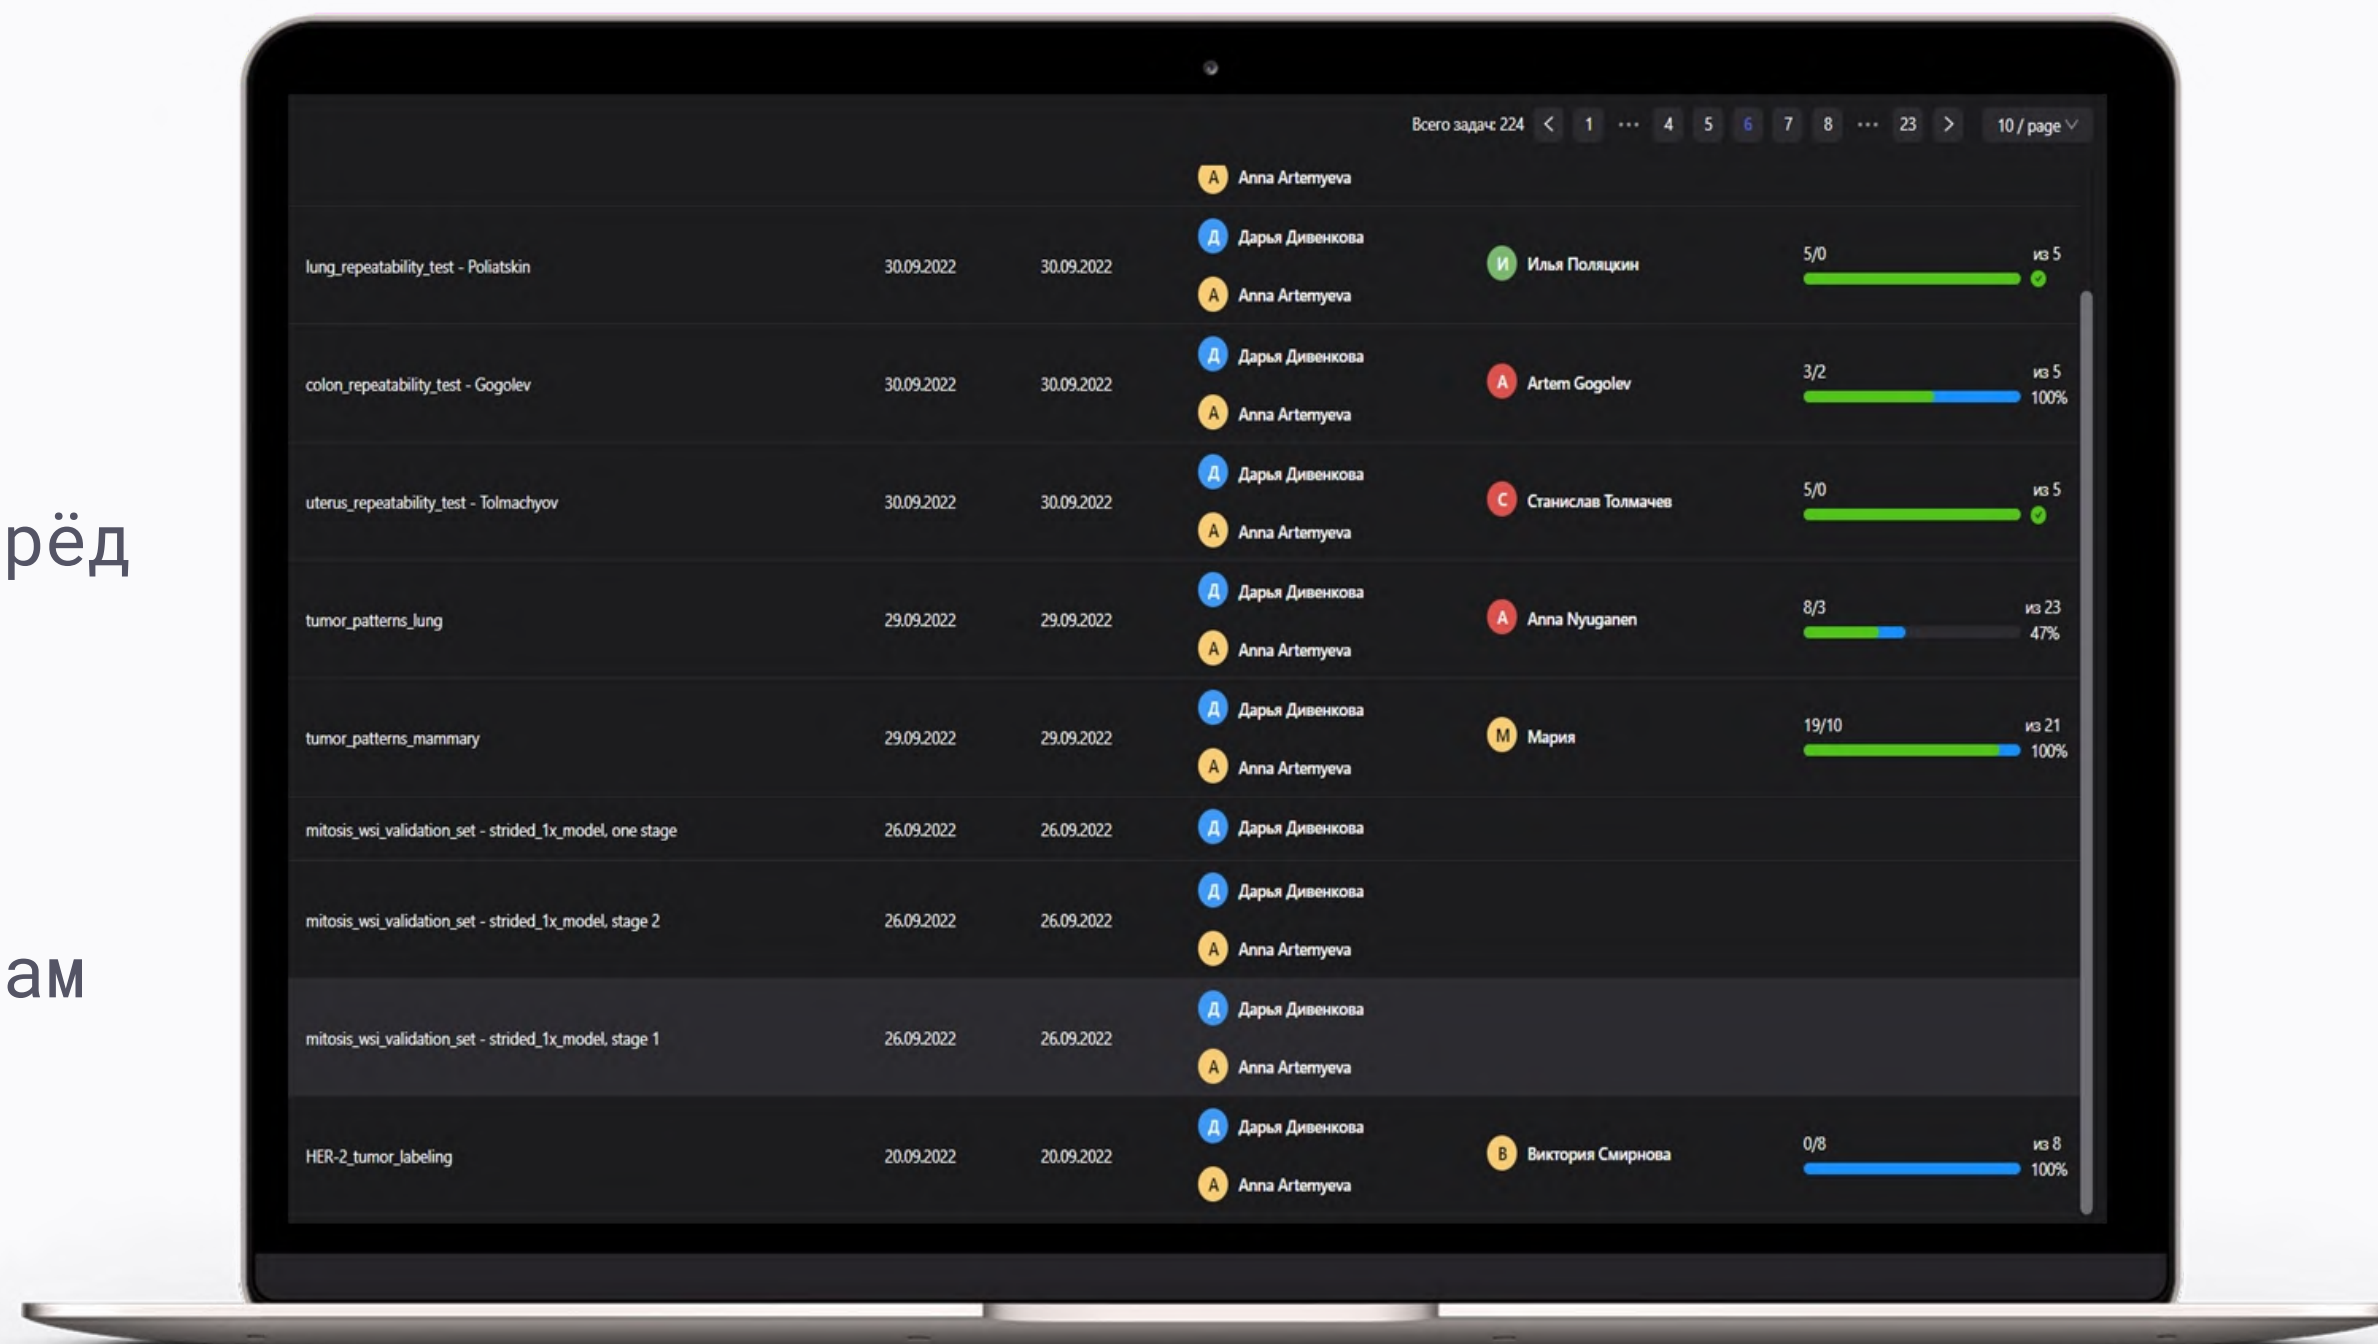 рёд
ам
Всего задач: 224 1 ••• 4 5 6 7 8 ••• 23 10 / page
A Anna Artemyeva
lung_repeatability_test - Poliatskin 30.09.2022 30.09.2022 Д Дарья Дивенкова A Anna Artemyeva И Илья Поляцкин 5/0 из 5
colon_repeatability_test - Gogolev 30.09.2022 30.09.2022 Д Дарья Дивенкова A Anna Artemyeva A Artem Gogolev 3/2 из 5 100%
uterus_repeatability_test - Tolmachyov 30.09.2022 30.09.2022 Д Дарья Дивенкова A Anna Artemyeva С Станислав Толмачев 5/0 из 5
tumor_patterns_lung 29.09.2022 29.09.2022 Д Дарья Дивенкова A Anna Artemyeva A Anna Nyuganen 8/3 из 23 47%
tumor_patterns_mammary 29.09.2022 29.09.2022 Д Дарья Дивенкова A Anna Artemyeva М Мария 19/10 из 21 100%
mitosis_wsi_validation_set - strided_1x_model, one stage 26.09.2022 26.09.2022 Д Дарья Дивенкова
mitosis_wsi_validation_set - strided_1x_model, stage 2 26.09.2022 26.09.2022 Д Дарья Дивенкова A Anna Artemyeva
mitosis_wsi_validation_set - strided_1x_model, stage 1 26.09.2022 26.09.2022 Д Дарья Дивенкова A Anna Artemyeva
HER-2_tumor_labeling 20.09.2022 20.09.2022 Д Дарья Дивенкова A Anna Artemyeva В Виктория Смирнова 0/8 из 8 100%